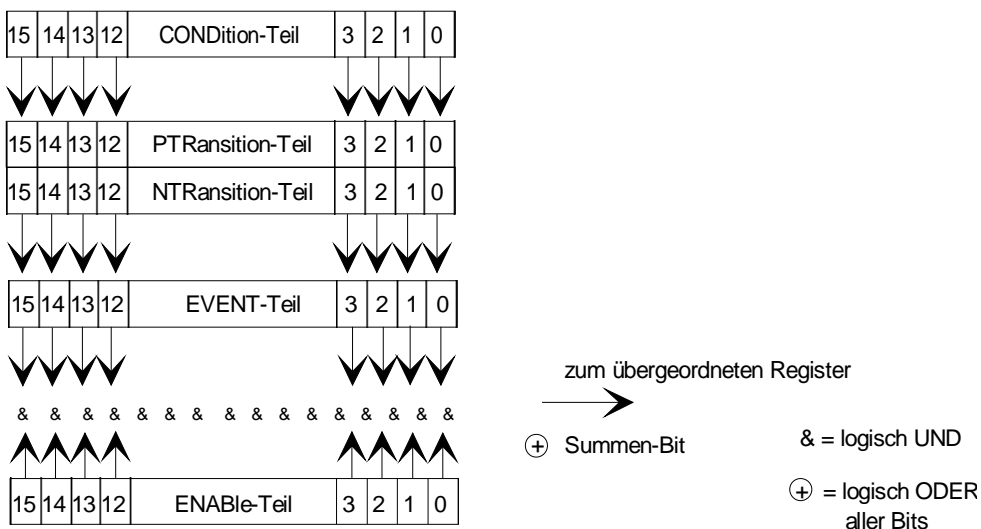 15 14 13 12 CONDition-Teil 3 2 1 0
15 14 13 12 PTRansition-Teil 3 2 1 0
15 14 13 12 NTRansition-Teil 3 2 1 0
15 14 13 12 EVENT-Teil 3 2 1 0
zum übergeordneten Register
& & & & & & & & & & & & & & & &
+ Summen-Bit
& = logisch UND
15 14 13 12 ENABle-Teil 3 2 1 0
+ = logisch ODER
aller Bits